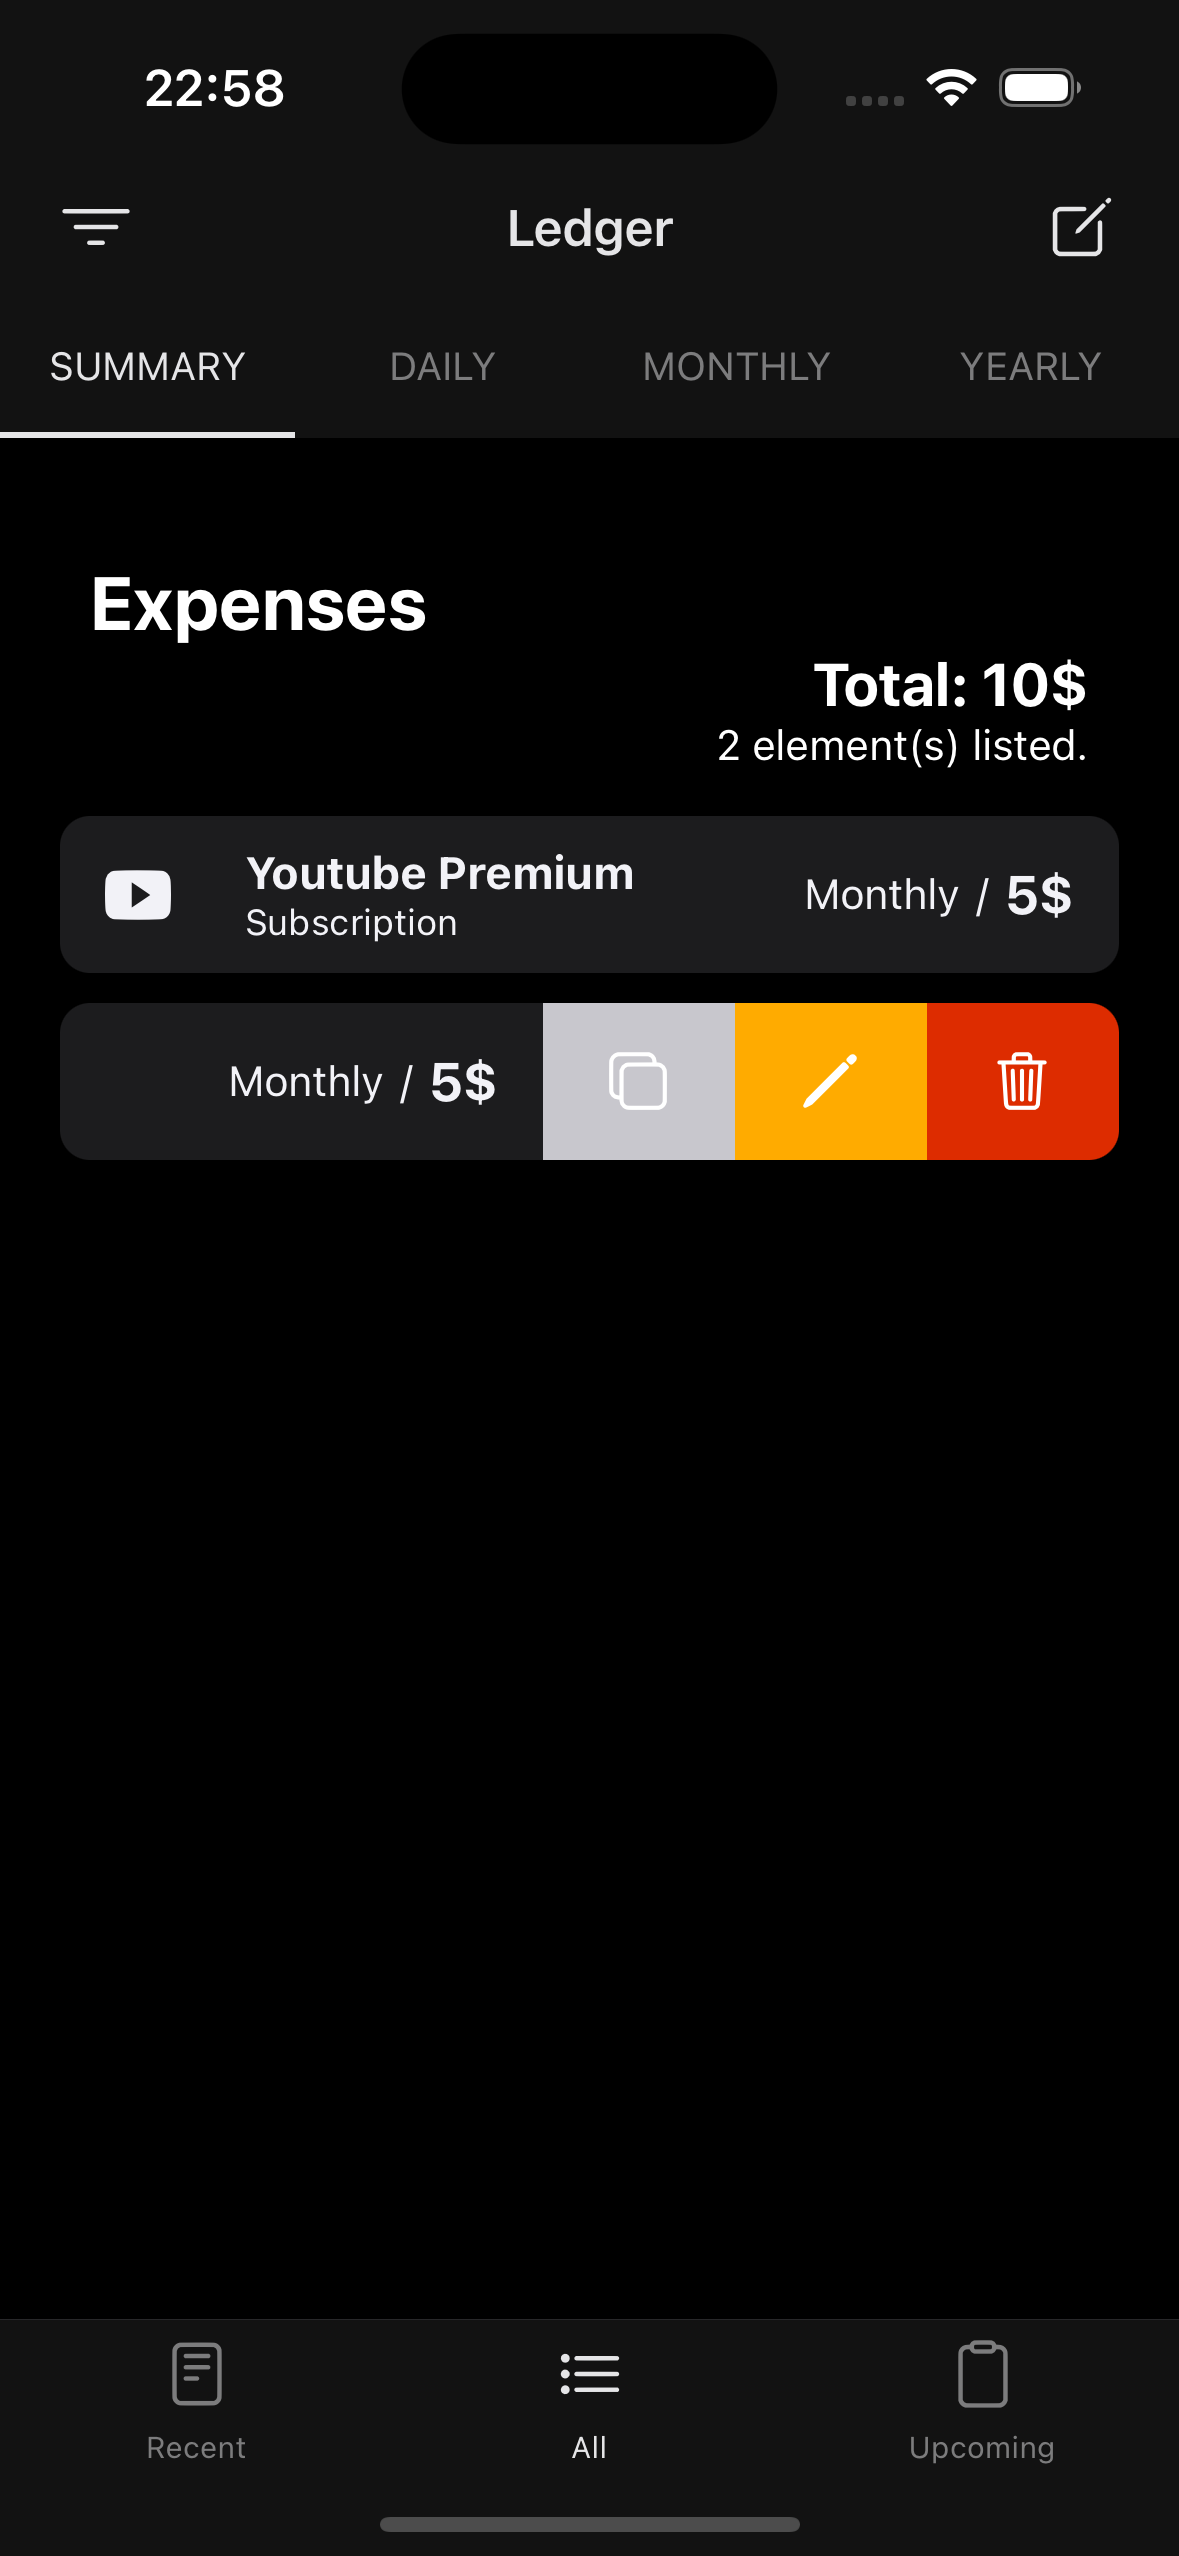 22:58
Ledger
SUMMARY DAILY MONTHLY YEARLY
Expenses
Total: 10$
2 element(s) listed.
Youtube Premium
Subscription
Monthly / 5$
Monthly / 5$
Recent All Upcoming